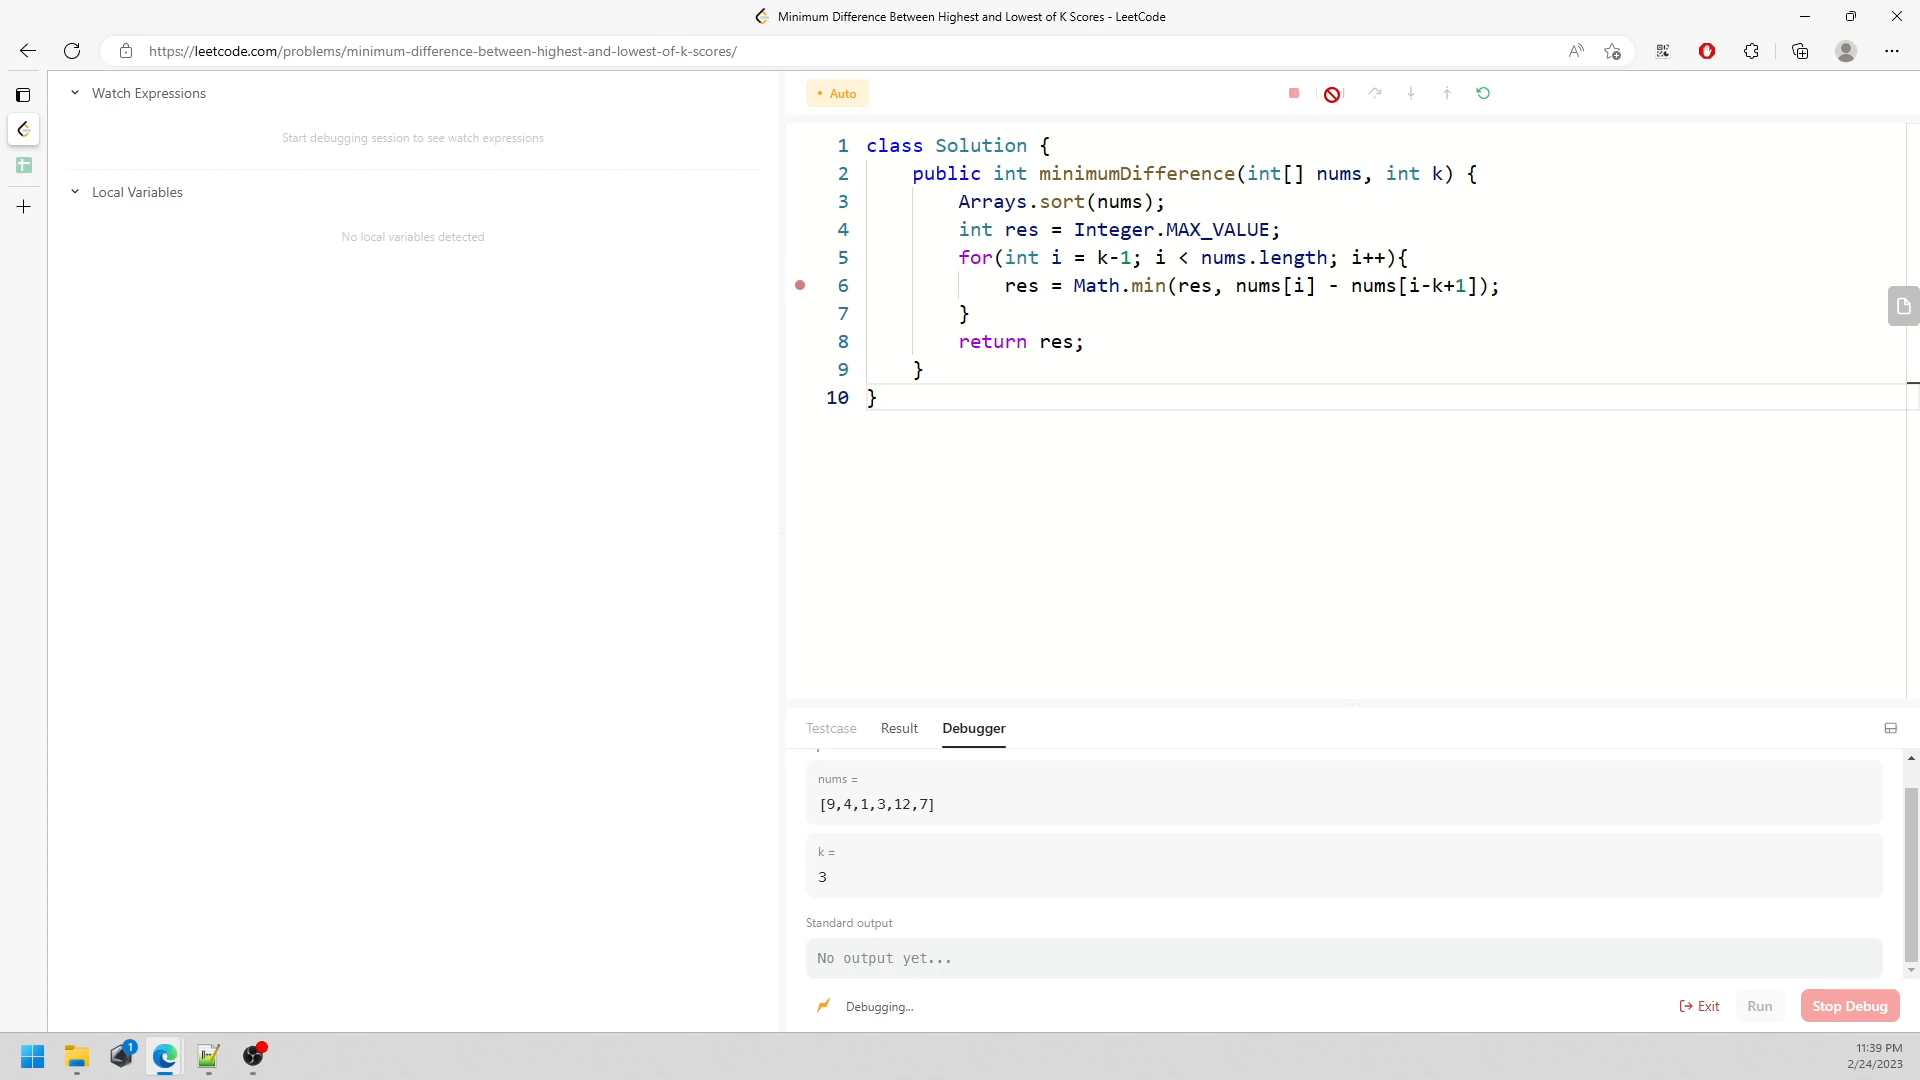 Minimum Difference Between Highest and Lowest of K Scores - LeetCode
https://leetcode.com/problems/minimum-difference-between-highest-and-lowest-of-k-scores/
Watch Expressions
Start debugging session to see watch expressions
Local Variables
No local variables detected
• Auto
1 class Solution {
2 public int minimumDifference(int[] nums, int k) {
3 Arrays.sort(nums);
4 int res = Integer.MAX_VALUE;
5 for(int i = k-1; i < nums.length; i++){
6 res = Math.min(res, nums[i] - nums[i-k+1]);
7 }
8 return res;
9 }
10 }
Testcase Result Debugger
nums =
[9,4,1,3,12,7]
k =
3
Standard output
No output yet...
Debugging...
Exit Run Stop Debug
1
11:39 PM
2/24/2023